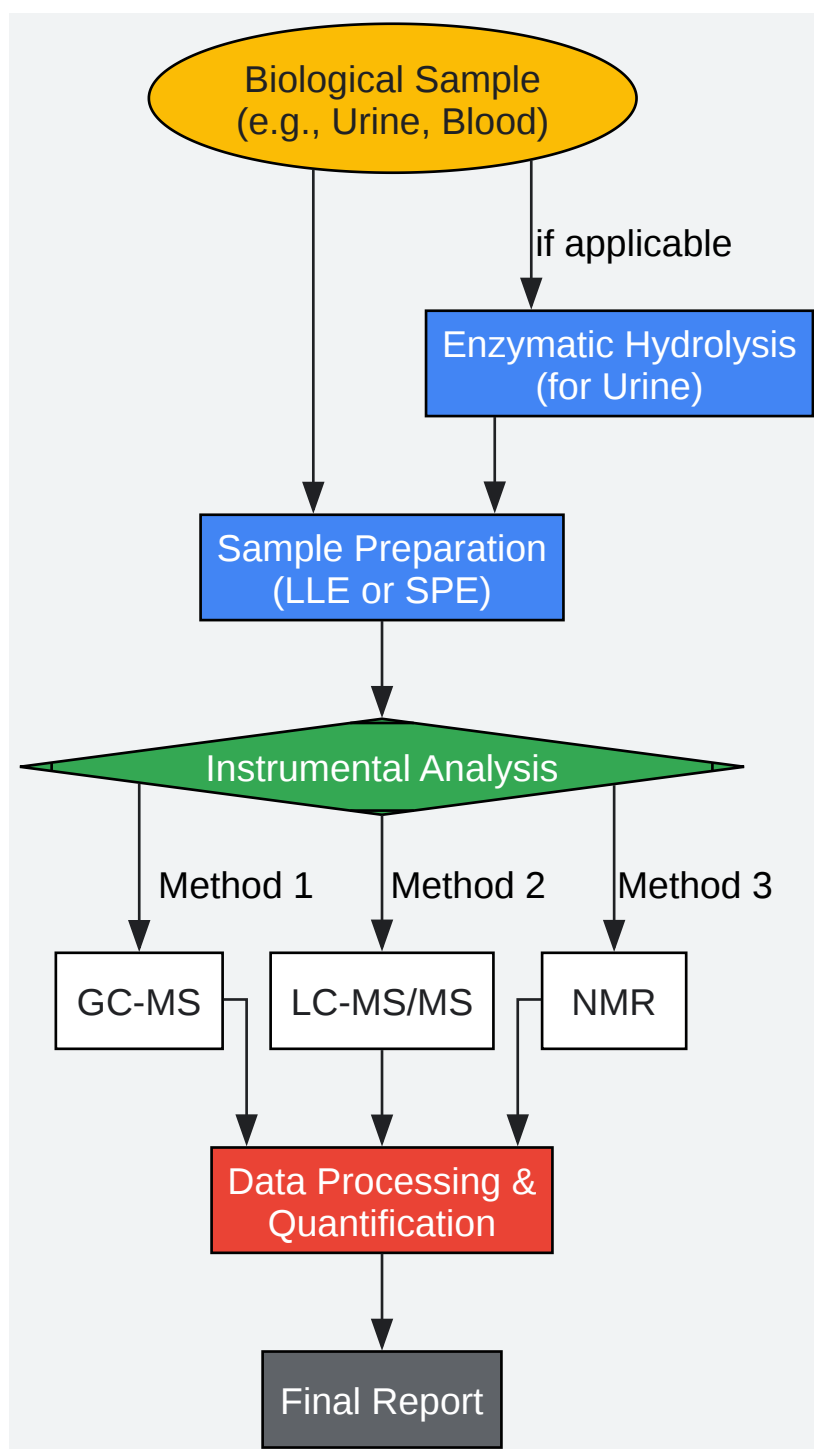 Biological Sample
(e.g., Urine, Blood)
if applicable
Enzymatic Hydrolysis
(for Urine)
Sample Preparation
(LLE or SPE)
Instrumental Analysis
Method 1
Method 2
Method 3
GC-MS
LC-MS/MS
NMR
Data Processing &
Quantification
Final Report